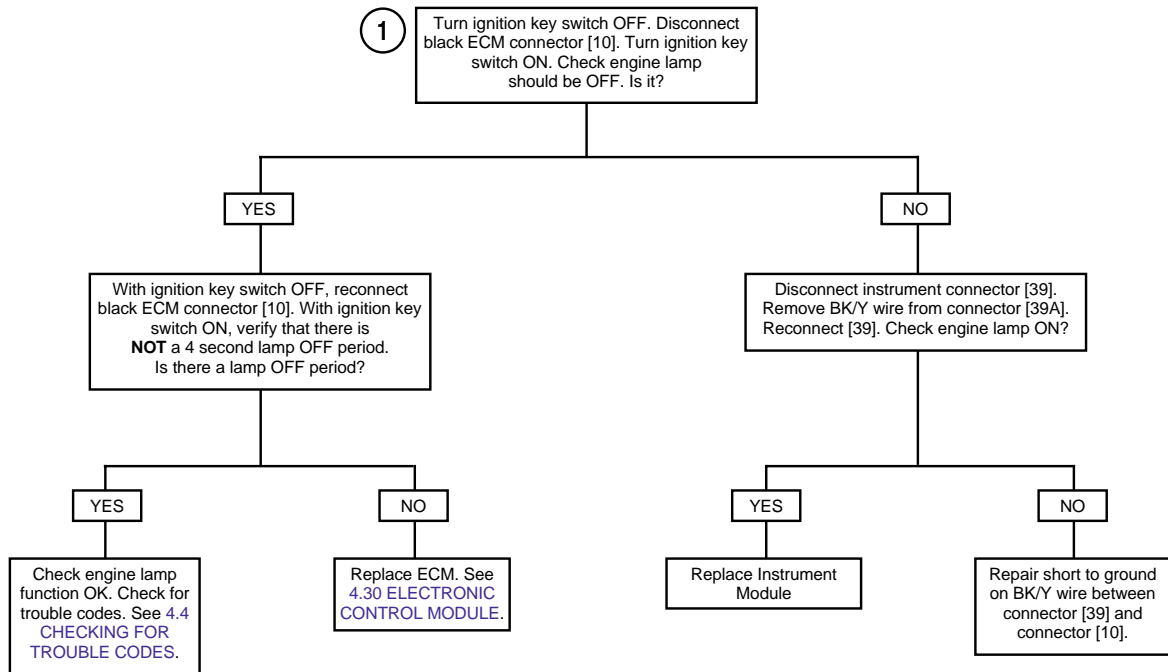 1
Turn ignition key switch OFF. Disconnect
black ECM connector [10]. Turn ignition key
switch ON. Check engine lamp
should be OFF. Is it?
YES
NO
With ignition key switch OFF, reconnect
black ECM connector [10]. With ignition key
switch ON, verify that there is
NOT a 4 second lamp OFF period.
Is there a lamp OFF period?
Disconnect instrument connector [39].
Remove BK/Y wire from connector [39A].
Reconnect [39]. Check engine lamp ON?
YES
NO
YES
NO
Check engine lamp
function OK. Check for
trouble codes. See 4.4
CHECKING FOR
TROUBLE CODES.
Replace ECM. See
4.30 ELECTRONIC
CONTROL MODULE.
Replace Instrument
Module
Repair short to ground
on BK/Y wire between
connector [39] and
connector [10].